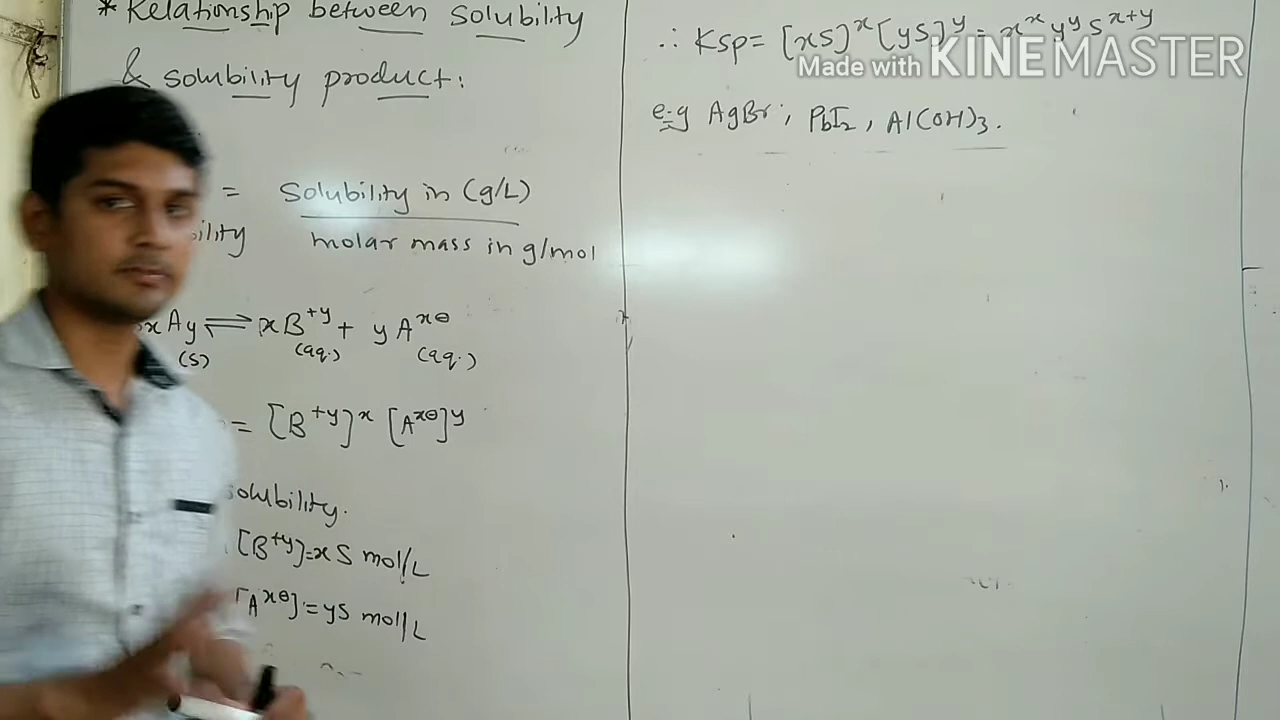 * Relationship between solubility
& solubility product:
= Solubility in (g/L)
ility molar mass in g/mol
xAy ⇌ xB⁺ʸ + yAˣ⊖
(s) (aq.) (aq.)
= [B⁺ʸ]ˣ [Aˣ⊖]ʸ
solubility.
[B⁺ʸ]=xS mol/L
[Aˣ⊖]=yS mol/L
∴ Ksp= [xS]ˣ [yS]ʸ = xˣ yʸ Sˣ⁺ʸ
Made with KINEMASTER
e.g AgBr, PbI₂, Al(OH)₃.